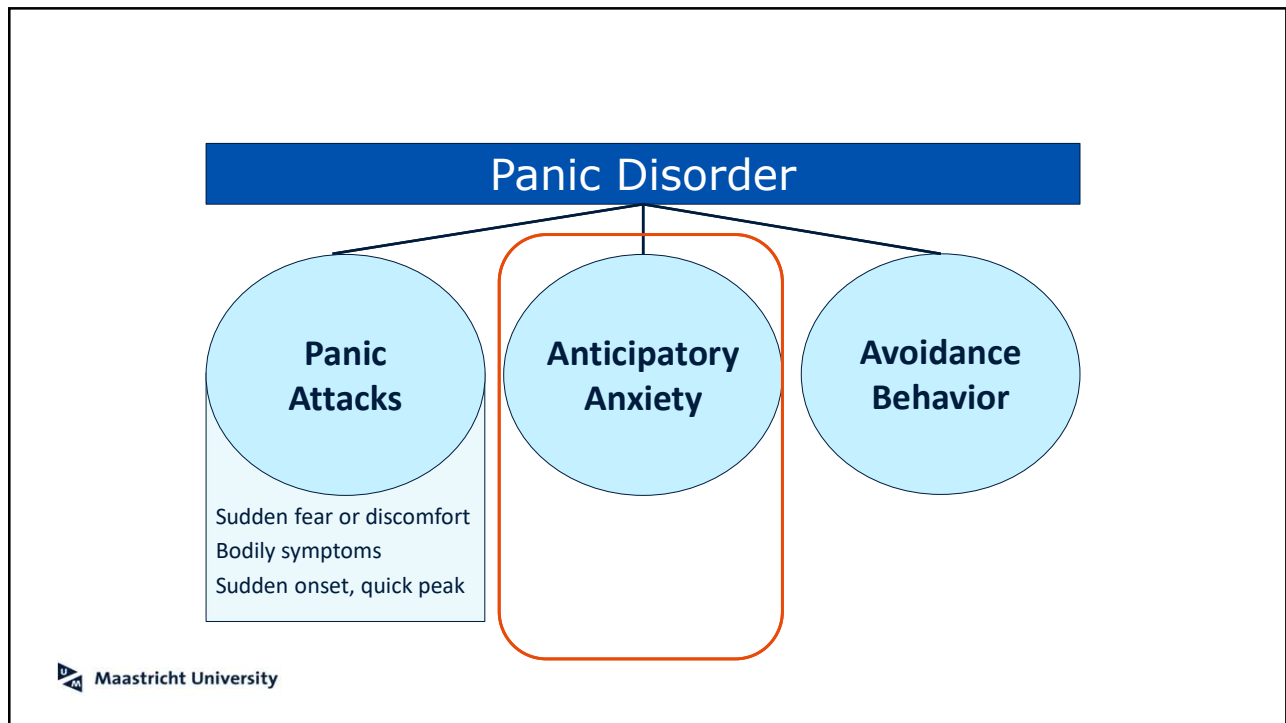 Panic Disorder
Panic
Attacks
Anticipatory
Anxiety
Avoidance
Behavior
Sudden fear or discomfort
Bodily symptoms
Sudden onset, quick peak
UM Maastricht University